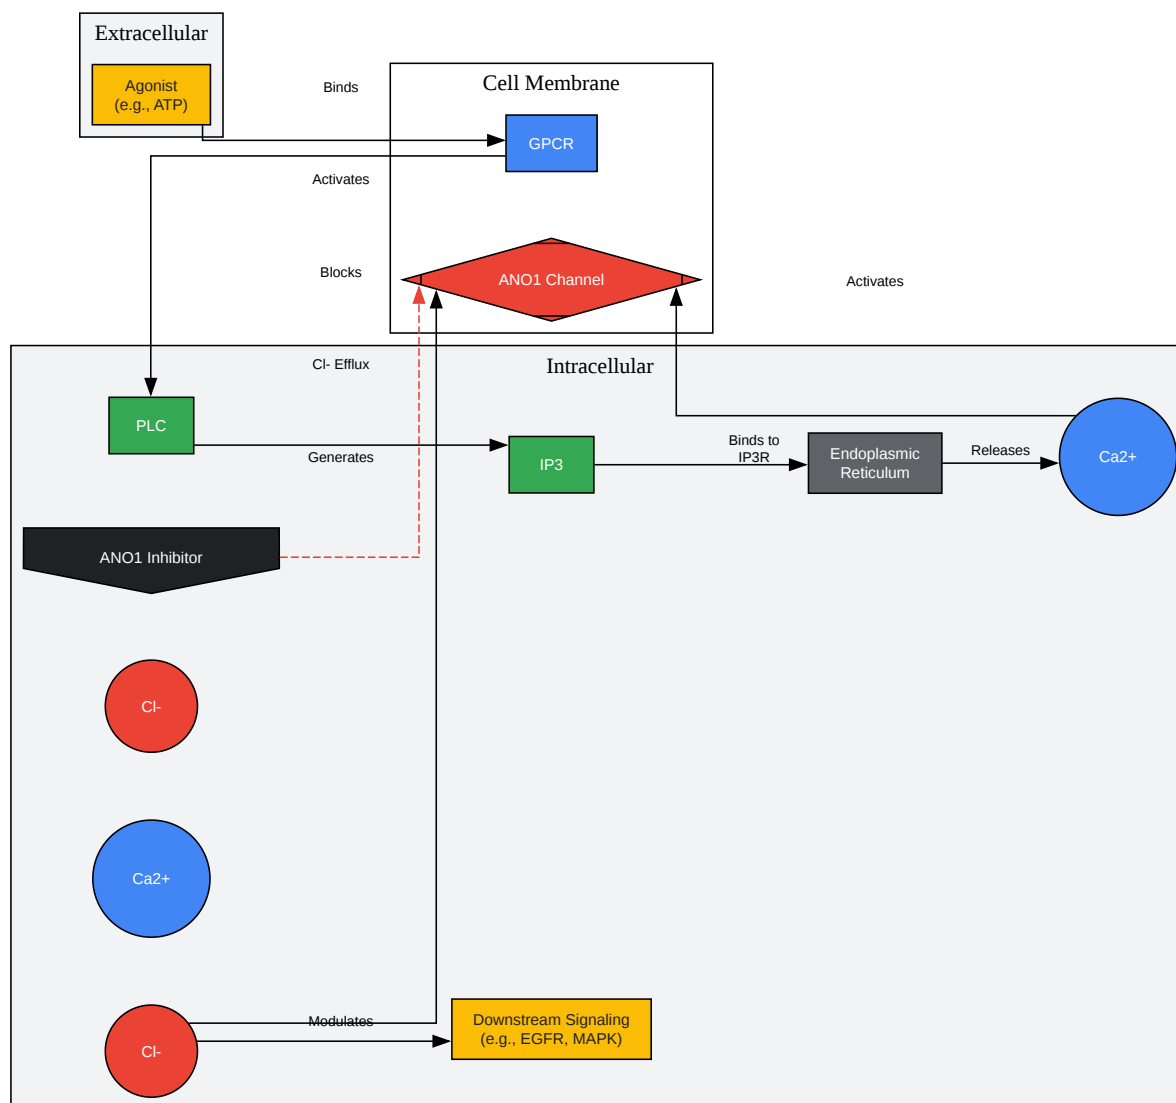 Extracellular
Agonist
(e.g., ATP)
Binds
Cell Membrane
GPCR
Activates
Blocks
ANO1 Channel
Activates
Cl- Efflux
Intracellular
PLC
Generates
IP3
Binds to
IP3R
Endoplasmic
Reticulum
Releases
Ca2+
ANO1 Inhibitor
Cl-
Ca2+
Cl-
Modulates
Downstream Signaling
(e.g., EGFR, MAPK)